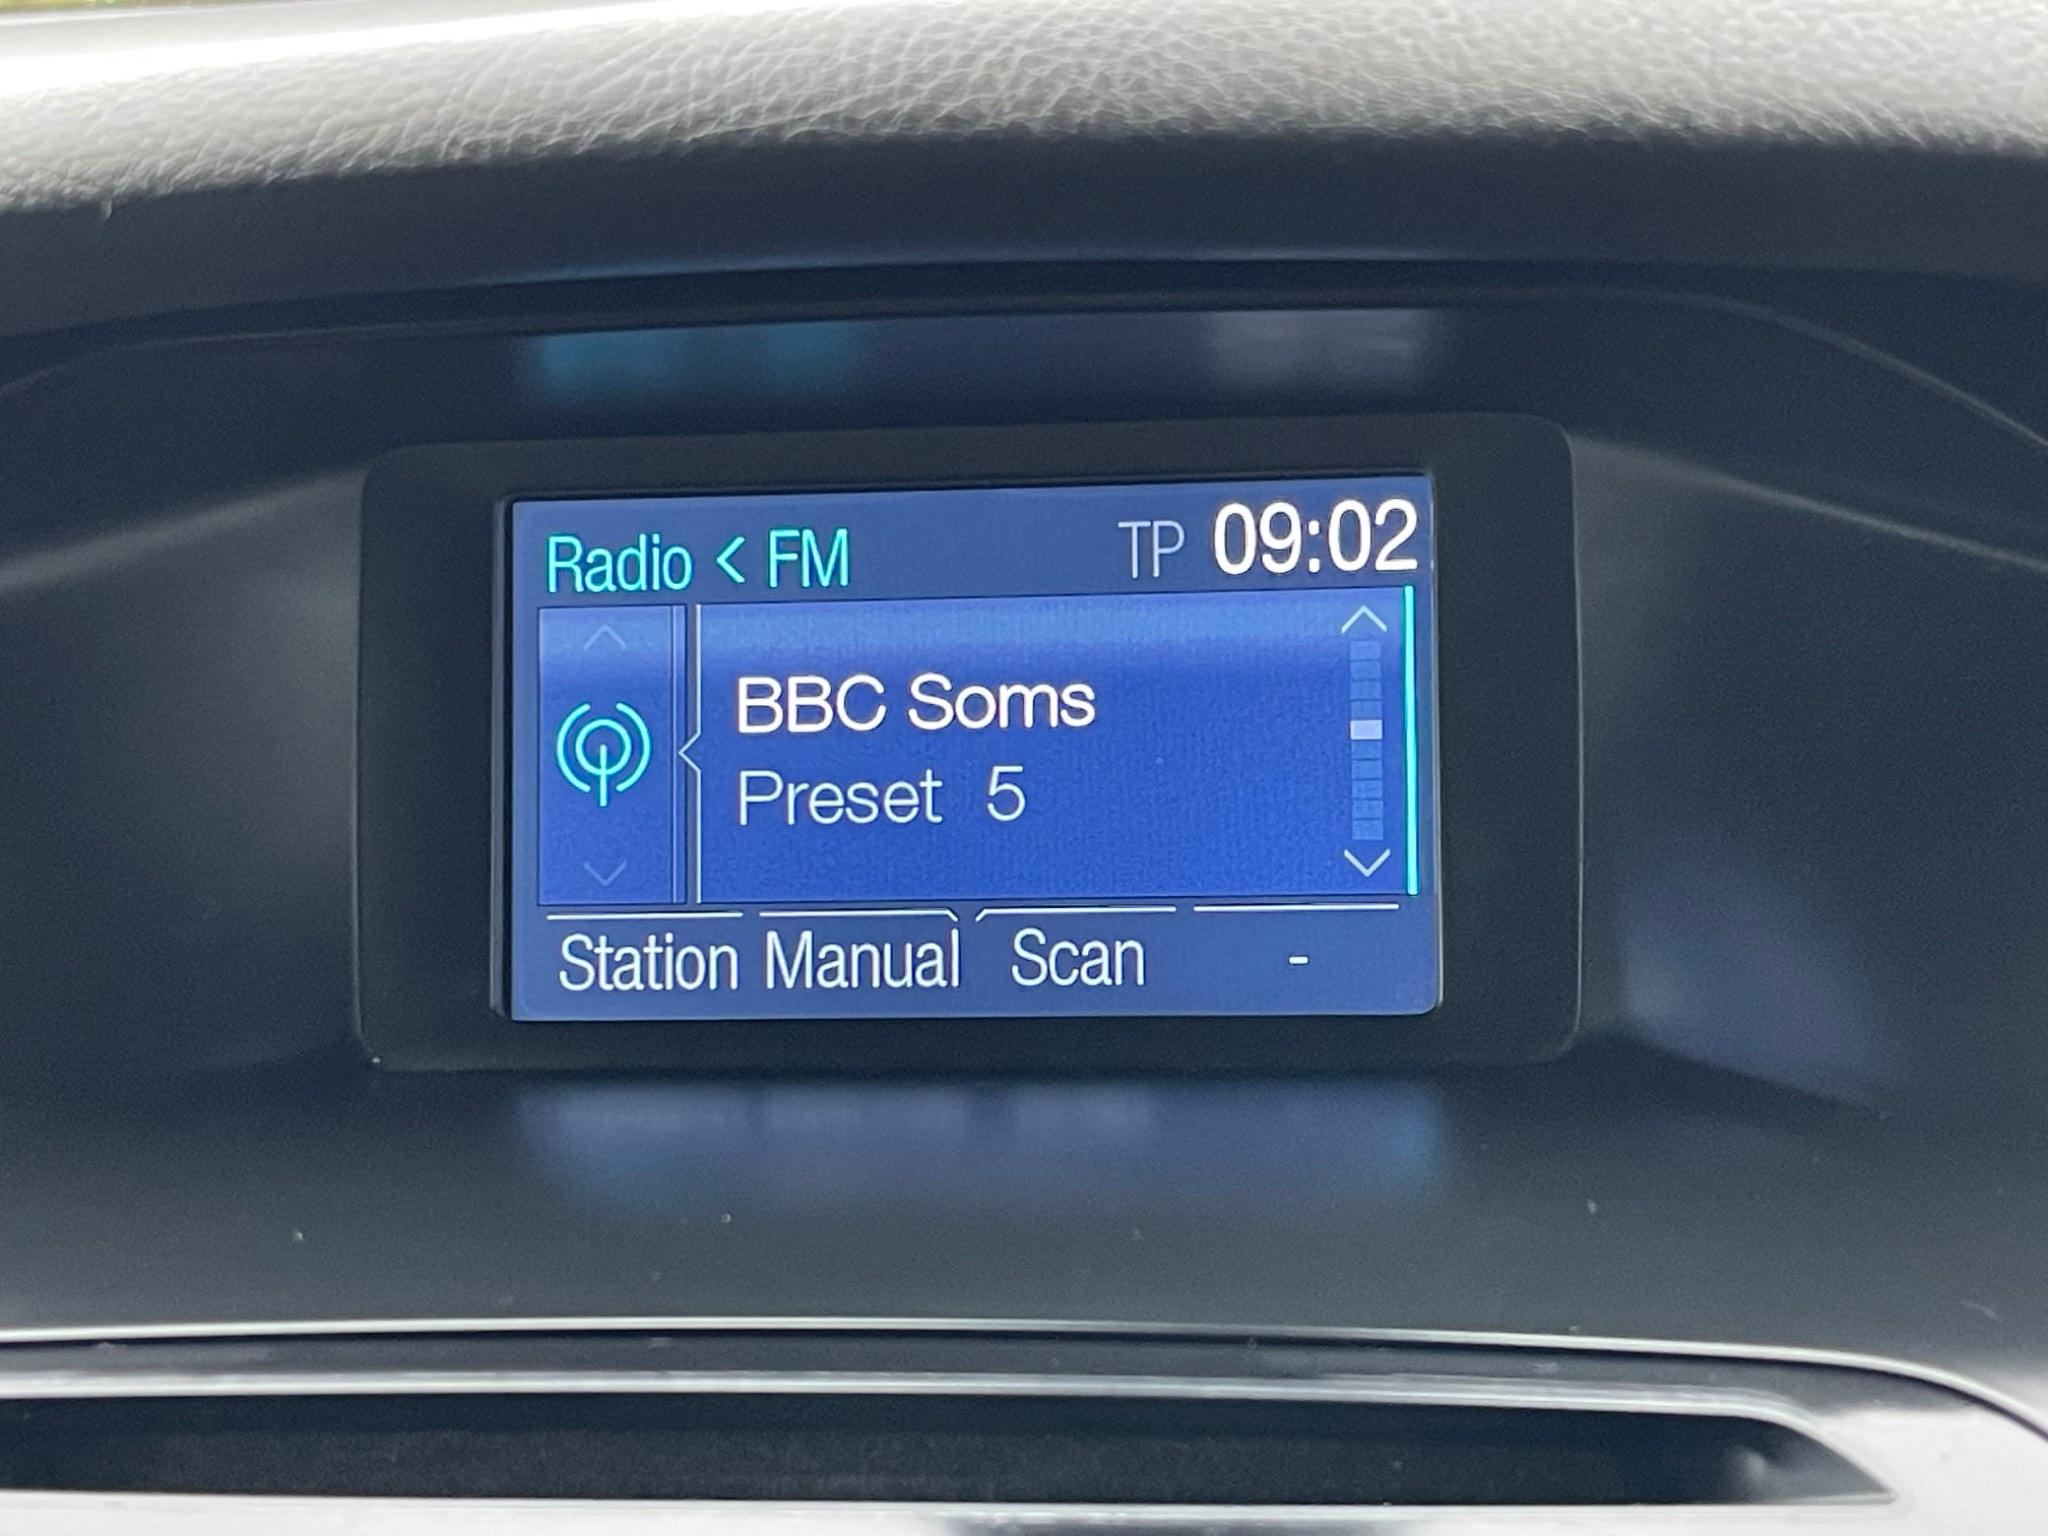 Radio < FM TP 09:02
BBC Soms
Preset 5
Station Manual Scan -